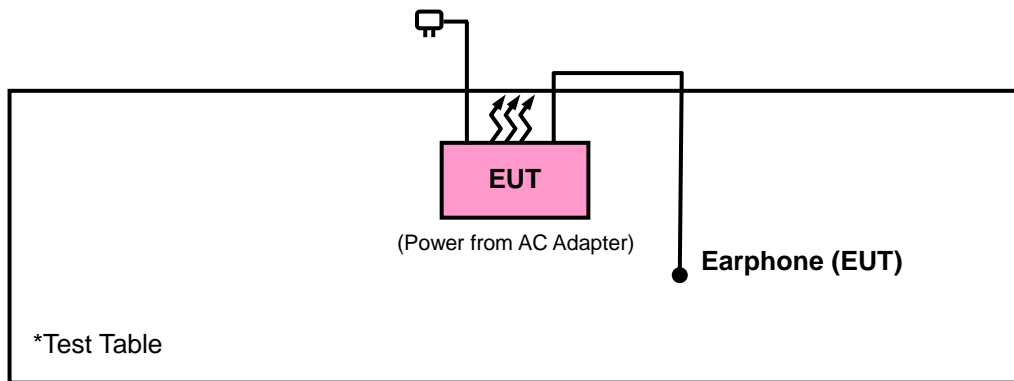 EUT
(Power from AC Adapter)
Earphone (EUT)
*Test Table